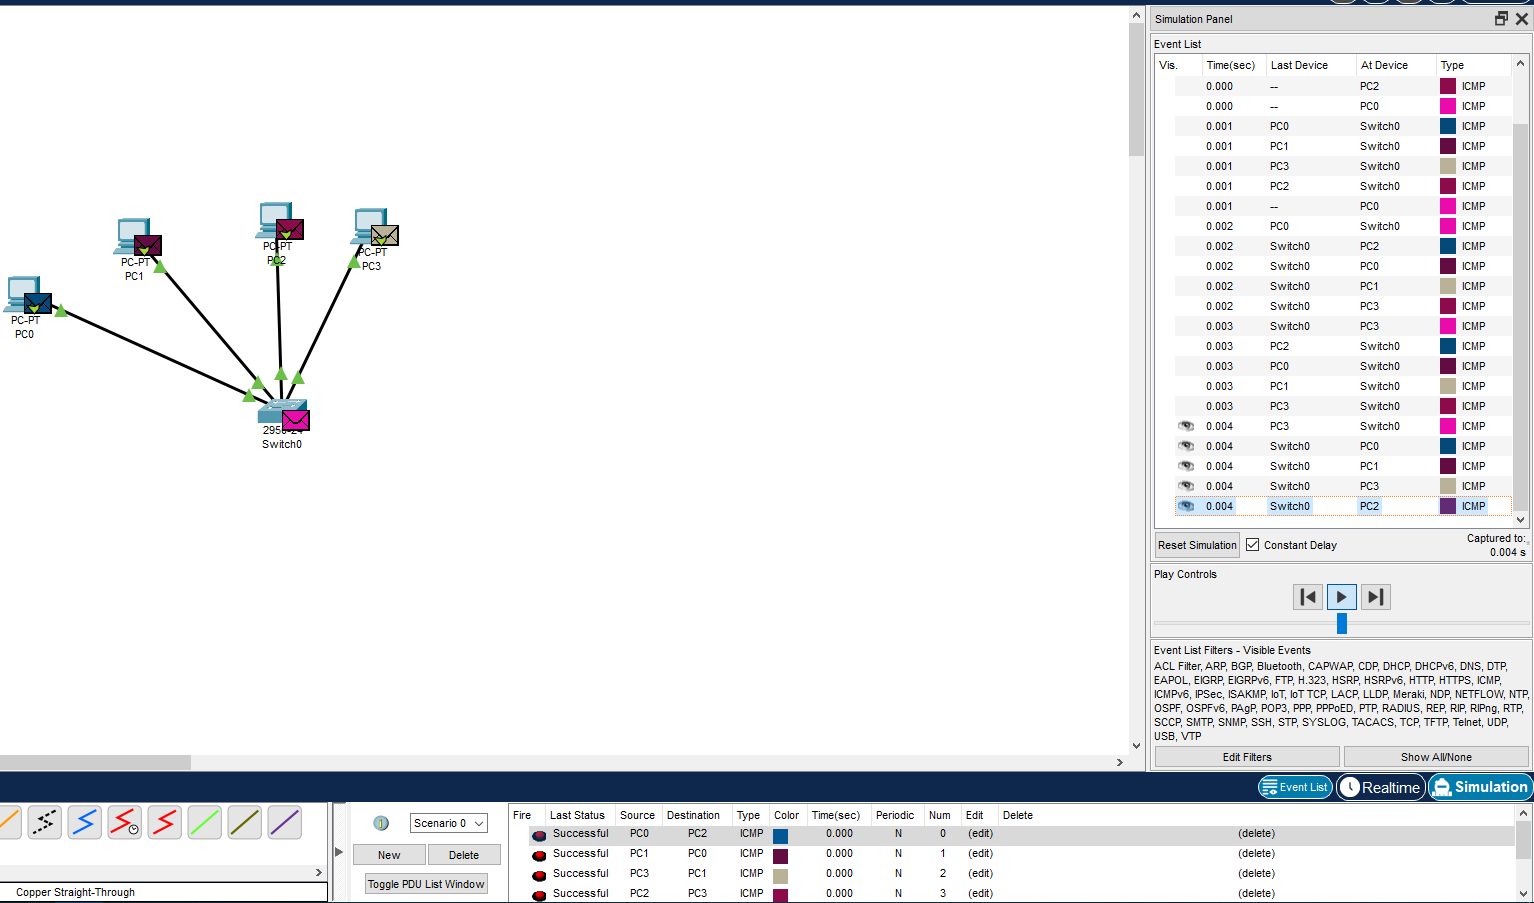 Simulation Panel
Event List
Vis. Time(sec) Last Device At Device Type
0.000 -- PC2 ICMP
0.000 -- PC0 ICMP
0.001 PC0 Switch0 ICMP
0.001 PC1 Switch0 ICMP
0.001 PC3 Switch0 ICMP
0.001 PC2 Switch0 ICMP
0.001 -- PC0 ICMP
0.002 PC0 Switch0 ICMP
0.002 Switch0 PC2 ICMP
0.002 Switch0 PC0 ICMP
0.002 Switch0 PC1 ICMP
0.002 Switch0 PC3 ICMP
0.003 Switch0 PC3 ICMP
0.003 PC2 Switch0 ICMP
0.003 PC0 Switch0 ICMP
0.003 PC1 Switch0 ICMP
0.003 PC3 Switch0 ICMP
0.004 PC3 Switch0 ICMP
0.004 Switch0 PC0 ICMP
0.004 Switch0 PC1 ICMP
0.004 Switch0 PC3 ICMP
0.004 Switch0 PC2 ICMP
Reset Simulation Constant Delay Captured to:
0.004 s
Play Controls
Event List Filters - Visible Events
ACL Filter, ARP, BGP, Bluetooth, CAPWAP, CDP, DHCP, DHCPv6, DNS, DTP,
EAPOL, EIGRP, EIGRPv6, FTP, H.323, HSRP, HSRPv6, HTTP, HTTPS, ICMP,
ICMPv6, IPSec, ISAKMP, IoT, IoT TCP, LACP, LLDP, Meraki, NDP, NETFLOW, NTP,
OSPF, OSPFv6, PAgP, POP3, PPP, PPPoED, PTP, RADIUS, REP, RIP, RIPng, RTP,
SCCP, SMTP, SNMP, SSH, STP, SYSLOG, TACACS, TCP, TFTP, Telnet, UDP,
USB, VTP
Edit Filters Show All/None
PC-PT
PC0
PC-PT
PC1
PC-PT
PC2
PC-PT
PC3
2950-24
Switch0
Event List Realtime Simulation
Copper Straight-Through
Scenario 0
New Delete
Toggle PDU List Window
Fire Last Status Source Destination Type Color Time(sec) Periodic Num Edit Delete
Successful PC0 PC2 ICMP 0.000 N 0 (edit) (delete)
Successful PC1 PC0 ICMP 0.000 N 1 (edit) (delete)
Successful PC3 PC1 ICMP 0.000 N 2 (edit) (delete)
Successful PC2 PC3 ICMP 0.000 N 3 (edit) (delete)